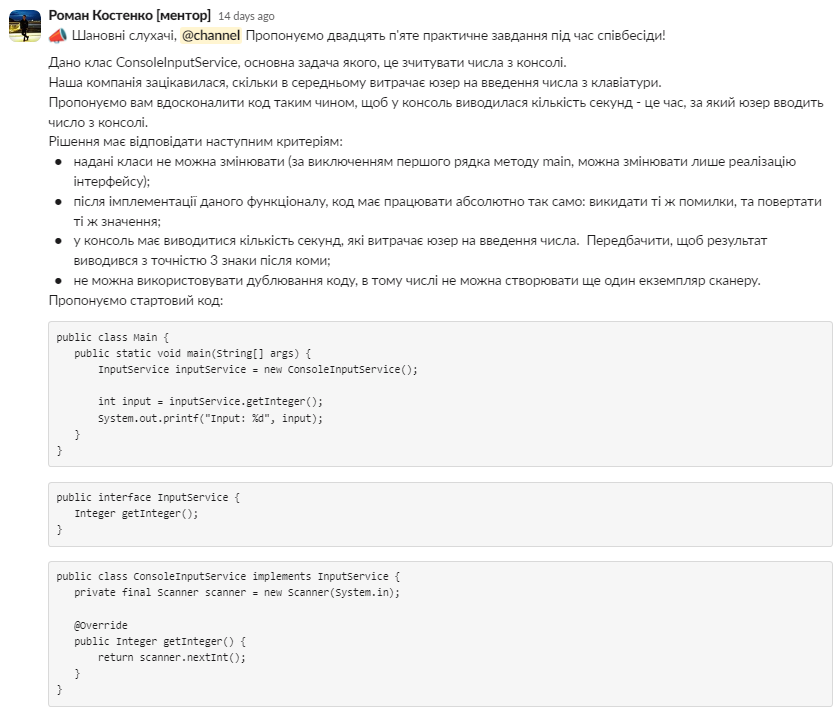 Роман Костенко [ментор] 14 days ago
Шановні слухачі, @channel Пропонуємо двадцять п'яте практичне завдання під час співбесіди!
Дано клас ConsoleInputService, основна задача якого, це зчитувати числа з консолі.
Наша компанія зацікавилася, скільки в середньому витрачає юзер на введення числа з клавіатури.
Пропонуємо вам вдосконалити код таким чином, щоб у консоль виводилася кількість секунд - це час, за який юзер вводить
число з консолі.
Рішення має відповідати наступним критеріям:
● надані класи не можна змінювати (за виключенням першого рядка методу main, можна змінювати лише реалізацію
інтерфейсу);
● після імплементації даного функціоналу, код має працювати абсолютно так само: викидати ті ж помилки, та повертати
ті ж значення;
● у консоль має виводитися кількість секунд, які витрачає юзер на введення числа. Передбачити, щоб результат
виводився з точністю 3 знаки після коми;
● не можна використовувати дублювання коду, в тому числі не можна створювати ще один екземпляр сканеру.
Пропонуємо стартовий код:
public class Main {
public static void main(String[] args) {
InputService inputService = new ConsoleInputService();
int input = inputService.getInteger();
System.out.printf("Input: %d", input);
}
}
public interface InputService {
Integer getInteger();
}
public class ConsoleInputService implements InputService {
private final Scanner scanner = new Scanner(System.in);
@Override
public Integer getInteger() {
return scanner.nextInt();
}
}